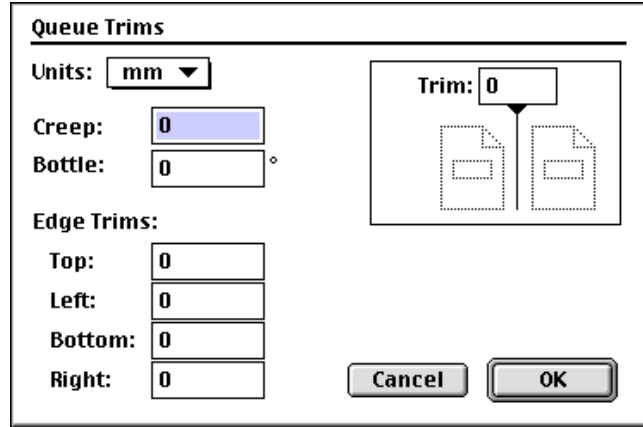 Queue Trims
Units: mm
Trim: 0
Creep: 0
Bottle: 0 °
Edge Trims:
Top: 0
Left: 0
Bottom: 0
Right: 0
Cancel OK